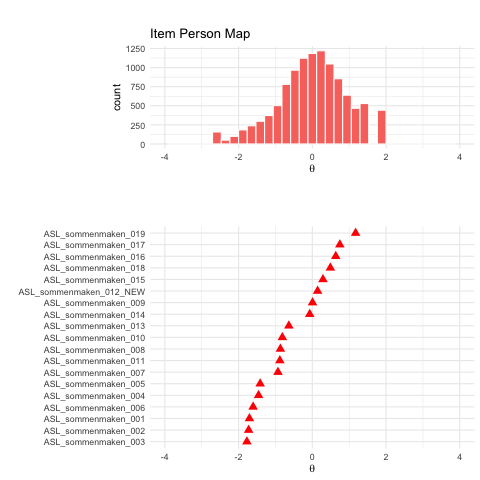 Item Person Map
count
1250
1000
750
500
250
0
-4 -2 0 2 4
θ
ASL_sommenmaken_019
ASL_sommenmaken_017
ASL_sommenmaken_016
ASL_sommenmaken_018
ASL_sommenmaken_015
ASL_sommenmaken_012_NEW
ASL_sommenmaken_009
ASL_sommenmaken_014
ASL_sommenmaken_013
ASL_sommenmaken_010
ASL_sommenmaken_008
ASL_sommenmaken_011
ASL_sommenmaken_007
ASL_sommenmaken_005
ASL_sommenmaken_004
ASL_sommenmaken_006
ASL_sommenmaken_001
ASL_sommenmaken_002
ASL_sommenmaken_003
-4 -2 0 2 4
θ